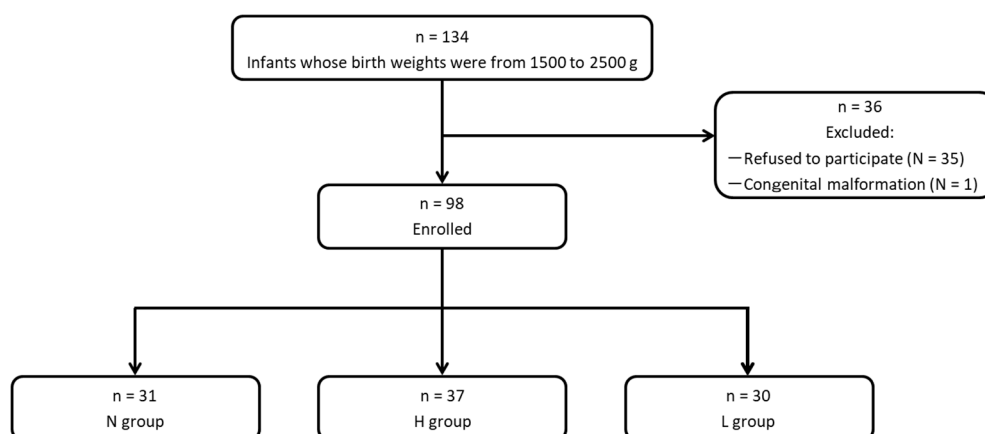 n = 134
Infants whose birth weights were from 1500 to 2500 g
n = 36
Excluded:
—Refused to participate (N = 35)
—Congenital malformation (N = 1)
n = 98
Enrolled
n = 31
N group
n = 37
H group
n = 30
L group